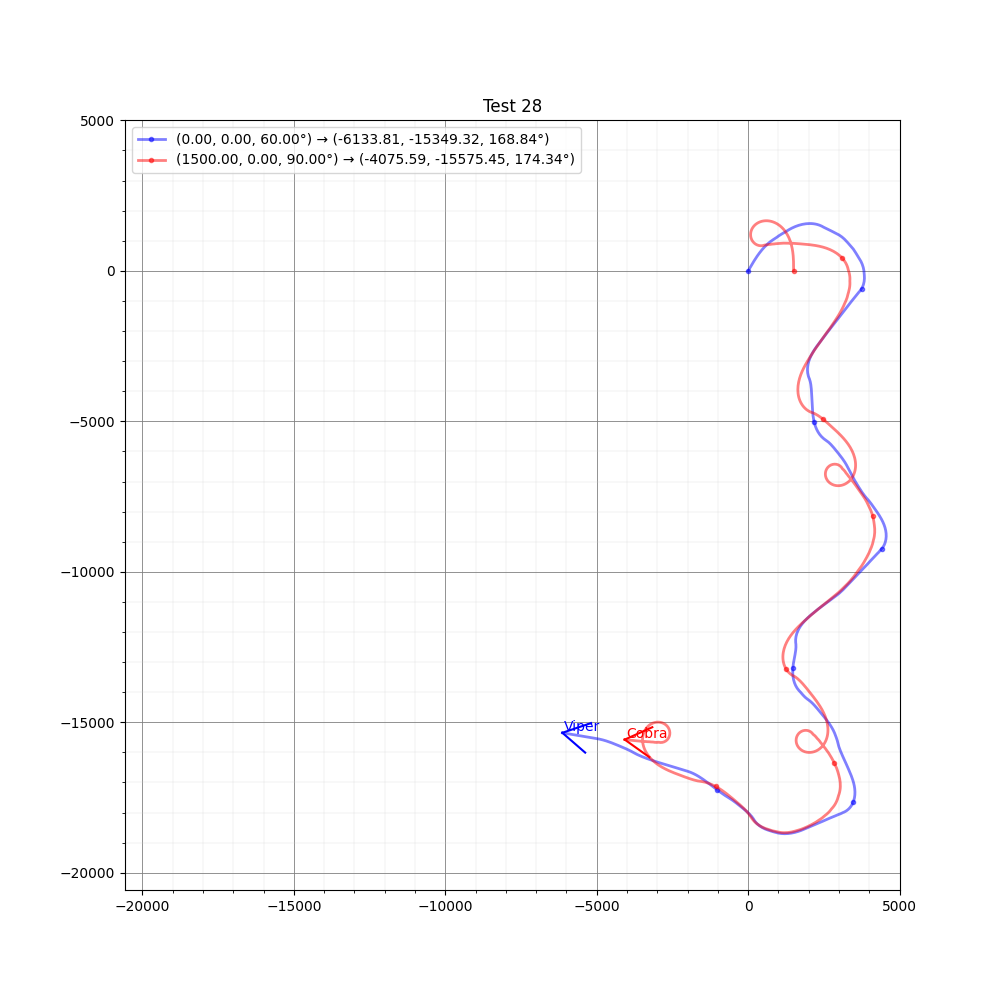 Test 28
(0.00, 0.00, 60.00°) → (-6133.81, -15349.32, 168.84°)
(1500.00, 0.00, 90.00°) → (-4075.59, -15575.45, 174.34°)
5000
0
−5000
−10000
−15000
−20000
Viper
Cobra
−20000 −15000 −10000 −5000 0 5000